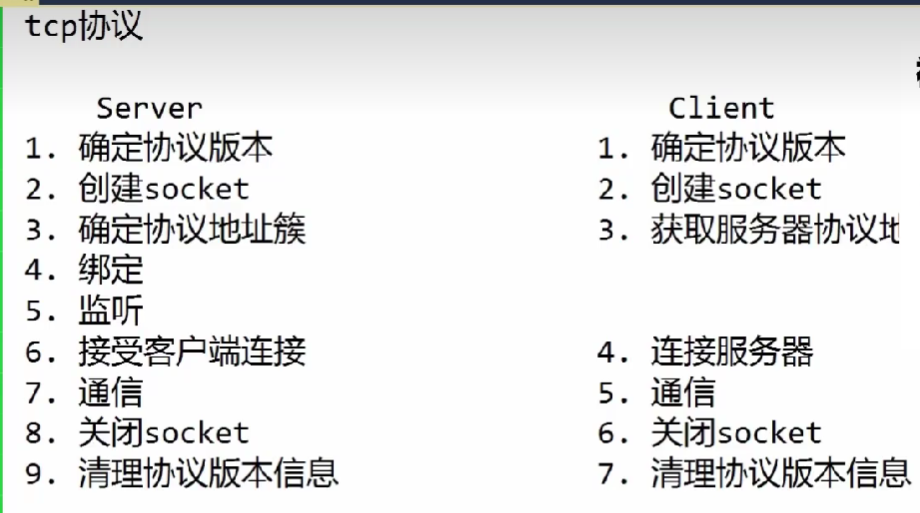 tcp协议
Server
Client
1. 确定协议版本
1. 确定协议版本
2. 创建socket
2. 创建socket
3. 确定协议地址簇
3. 获取服务器协议地
4. 绑定
5. 监听
6. 接受客户端连接
4. 连接服务器
7. 通信
5. 通信
8. 关闭socket
6. 关闭socket
9. 清理协议版本信息
7. 清理协议版本信息